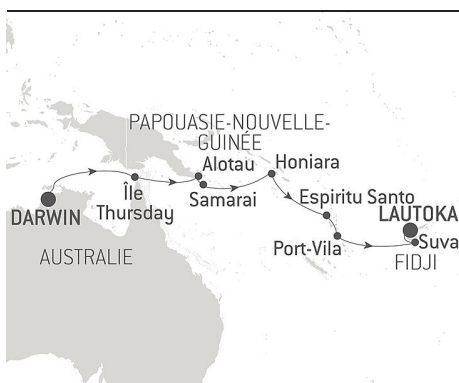 PAPOUASIE-NOUVELLE-
GUINÉE
Alotau
Honiara
Île
Thursday
Samarai
Espiritu Santo
DARWIN
LAUTOKA
Port-Vila
Suva
AUSTRALIE
FIDJI